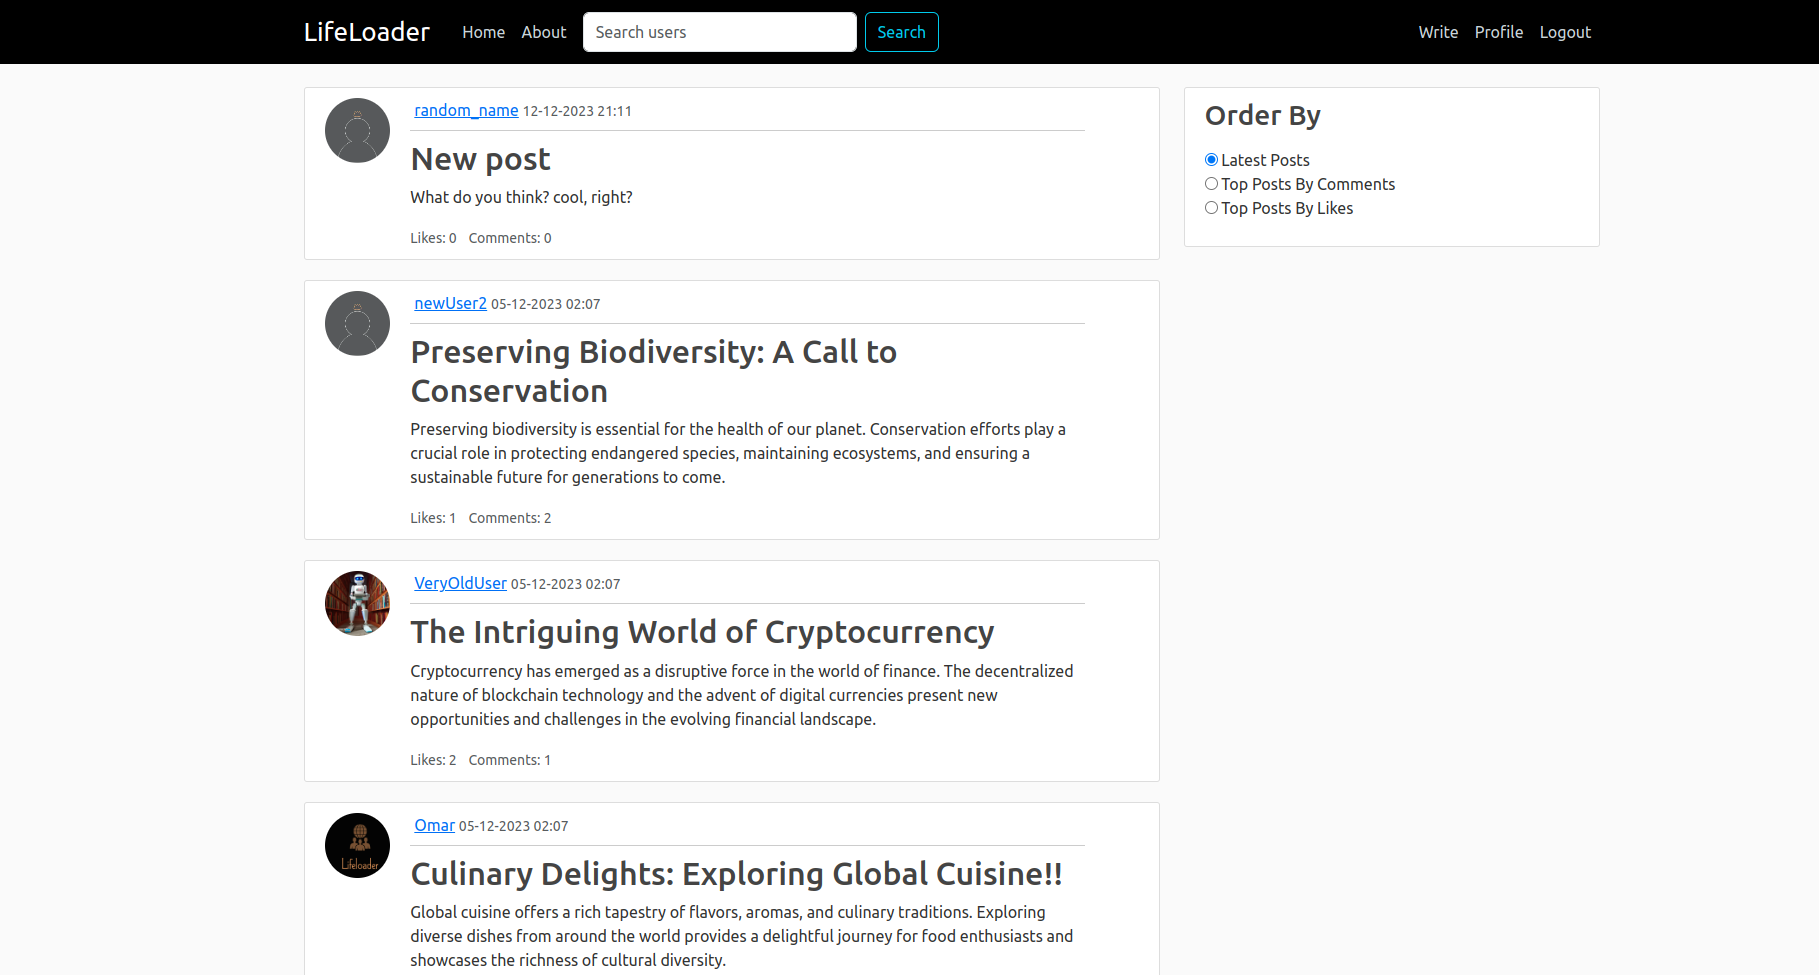 LifeLoader Home About Search users Search Write Profile Logout
random_name 12-12-2023 21:11
New post
What do you think? cool, right?
Likes: 0 Comments: 0
newUser2 05-12-2023 02:07
Preserving Biodiversity: A Call to
Conservation
Preserving biodiversity is essential for the health of our planet. Conservation efforts play a
crucial role in protecting endangered species, maintaining ecosystems, and ensuring a
sustainable future for generations to come.
Likes: 1 Comments: 2
VeryOldUser 05-12-2023 02:07
The Intriguing World of Cryptocurrency
Cryptocurrency has emerged as a disruptive force in the world of finance. The decentralized
nature of blockchain technology and the advent of digital currencies present new
opportunities and challenges in the evolving financial landscape.
Likes: 2 Comments: 1
Lifeloader
Omar 05-12-2023 02:07
Culinary Delights: Exploring Global Cuisine!!
Global cuisine offers a rich tapestry of flavors, aromas, and culinary traditions. Exploring
diverse dishes from around the world provides a delightful journey for food enthusiasts and
showcases the richness of cultural diversity.
Order By
Latest Posts
Top Posts By Comments
Top Posts By Likes